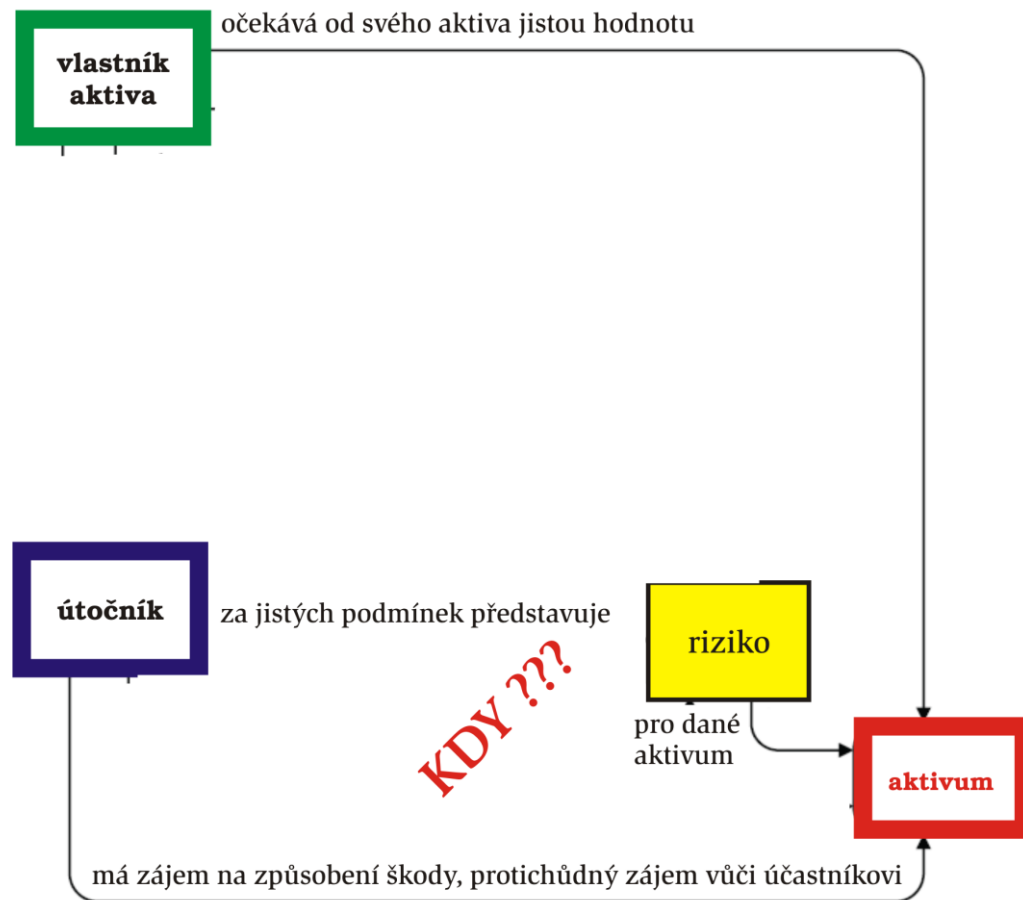 očekává od svého aktiva jistou hodnotu
vlastník
aktiva
útočník
za jistých podmínek představuje
riziko
KDY ???
pro dané
aktivum
aktivum
má zájem na způsobení škody, protichůdný zájem vůči účastníkovi